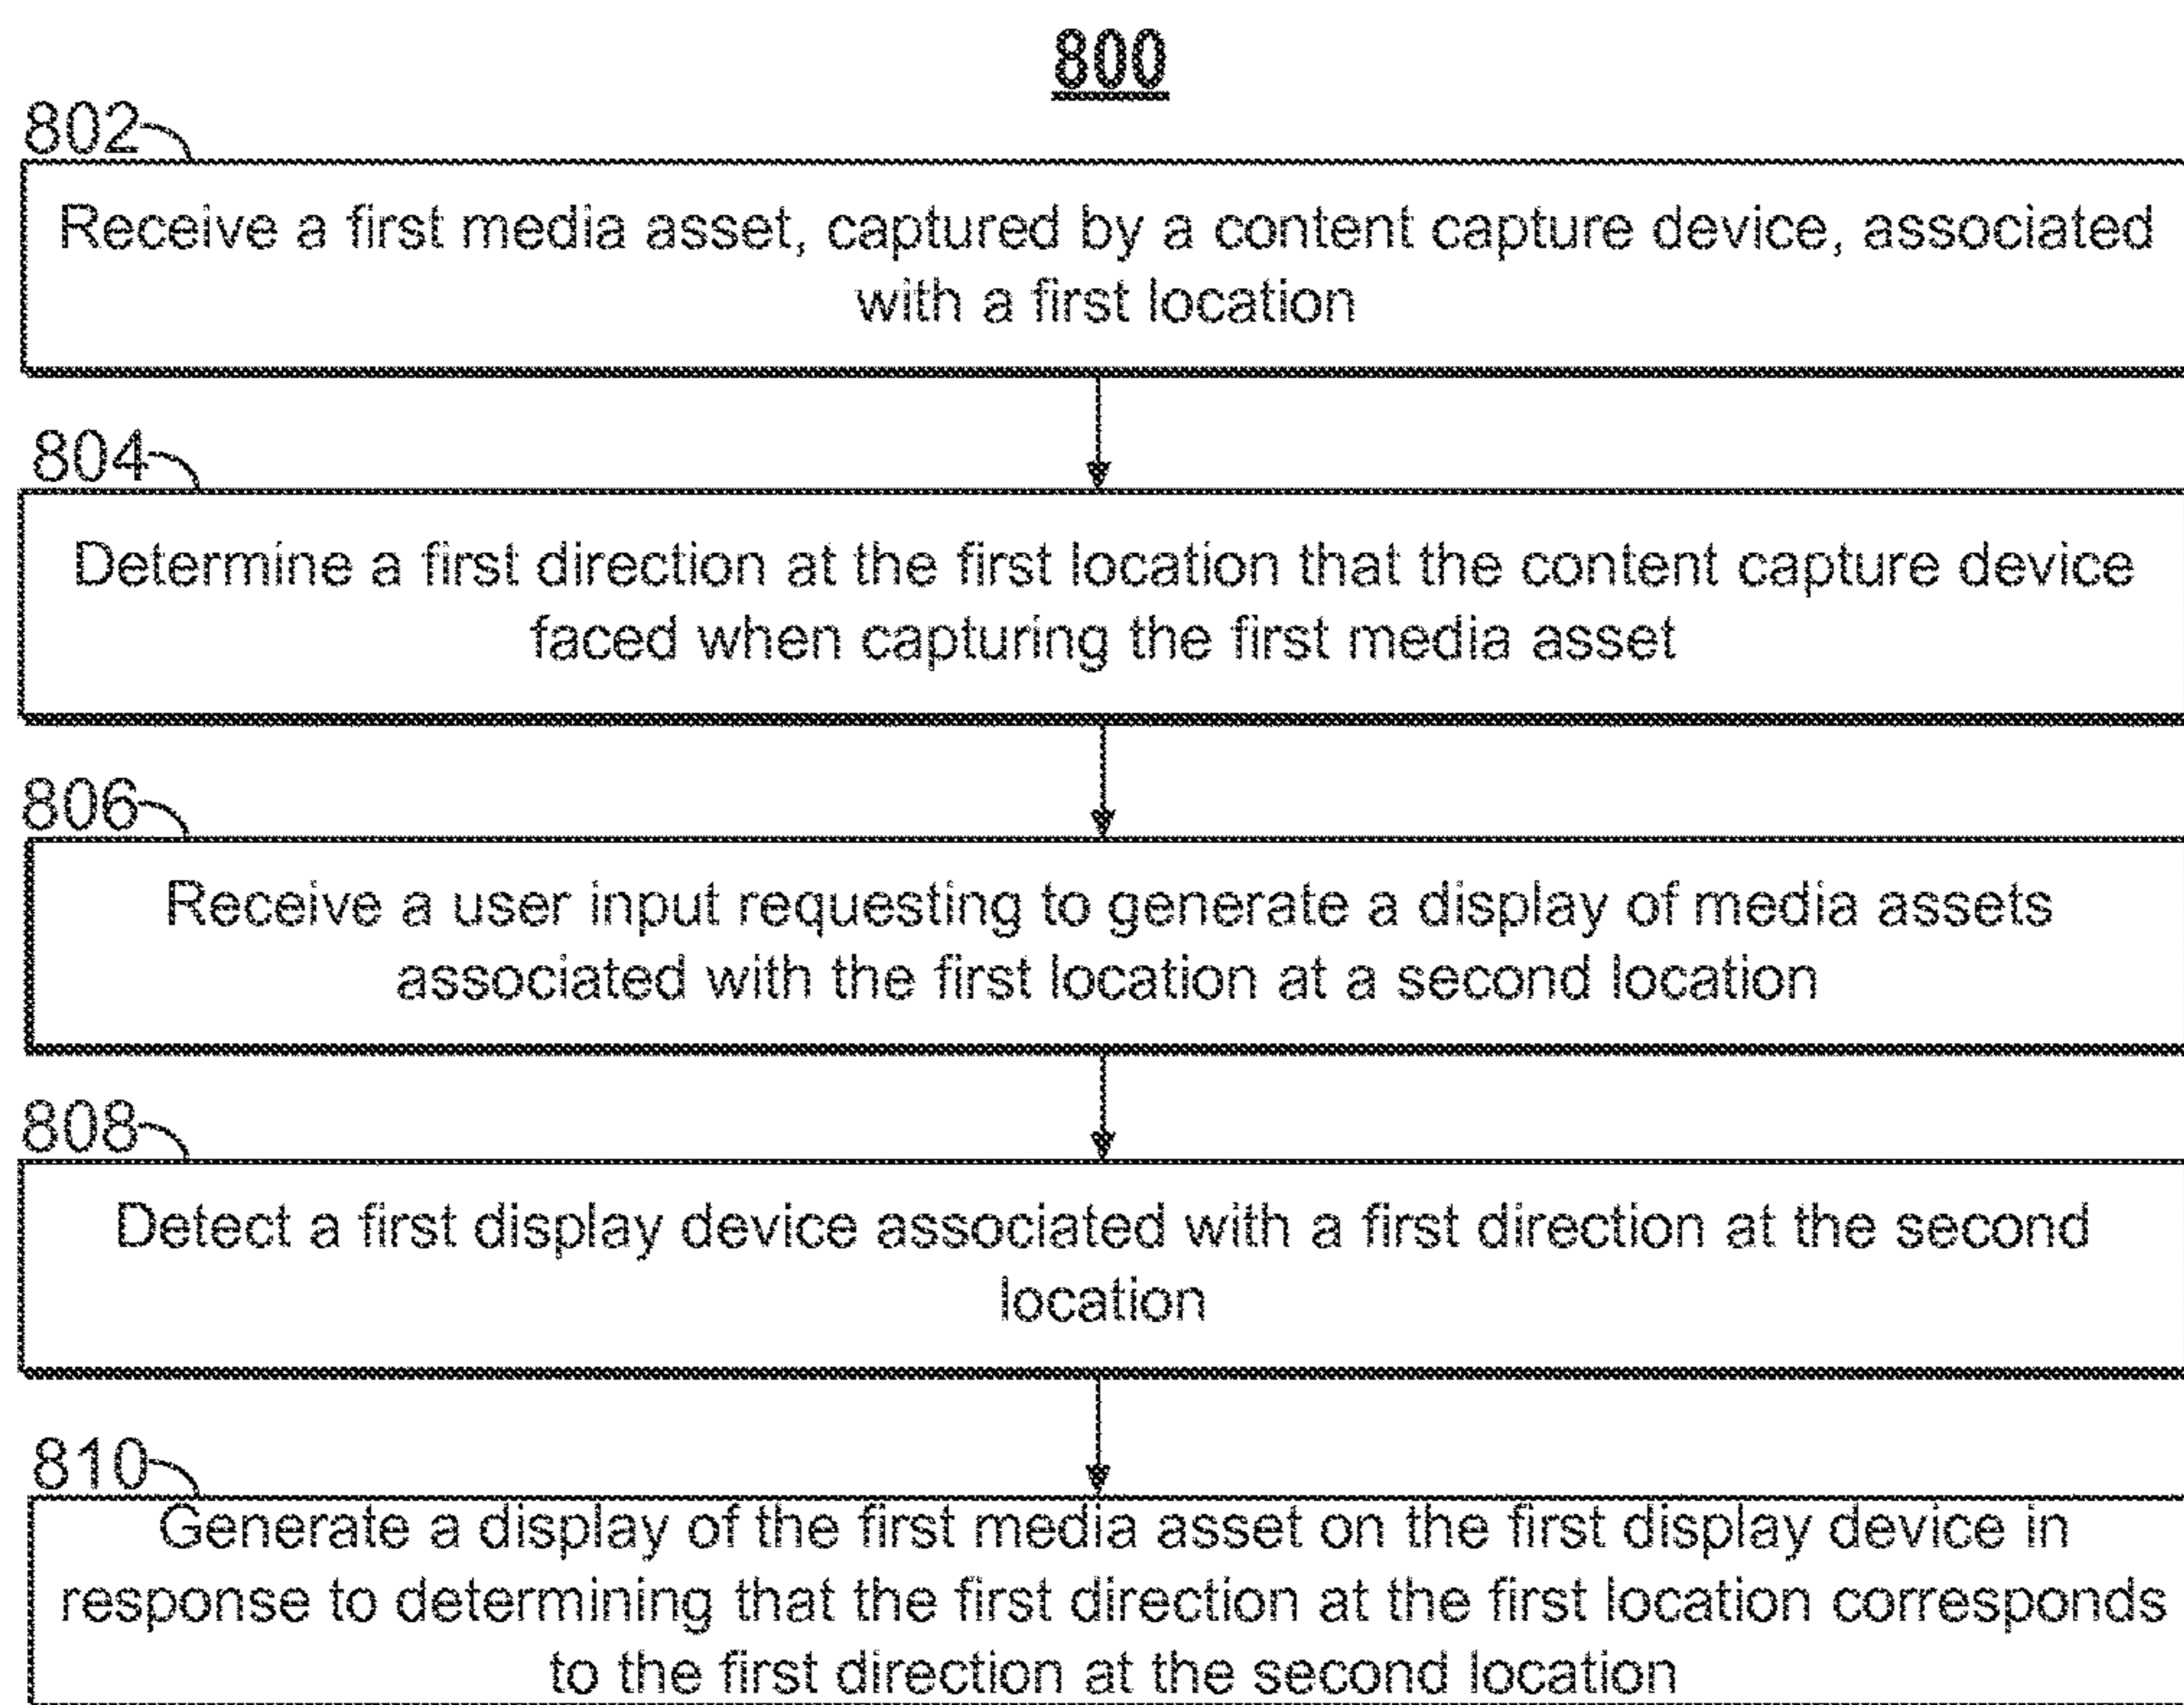 800
802
Receive a first media asset, captured by a content capture device, associated
with a first location
804
Determine a first direction at the first location that the content capture device
faced when capturing the first media asset
806
Receive a user input requesting to generate a display of media assets
associated with the first location at a second location
808
Detect a first display device associated with a first direction at the second
location
810
Generate a display of the first media asset on the first display device in
response to determining that the first direction at the first location corresponds
to the first direction at the second location